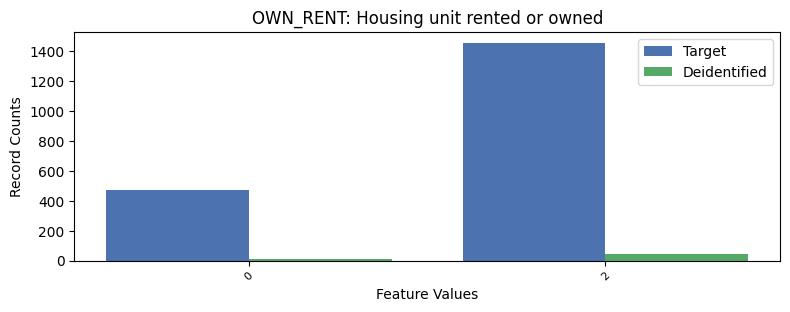 OWN_RENT: Housing unit rented or owned
Target
Deidentified
Record Counts
1400
1200
1000
800
600
400
200
0
0
2
Feature Values